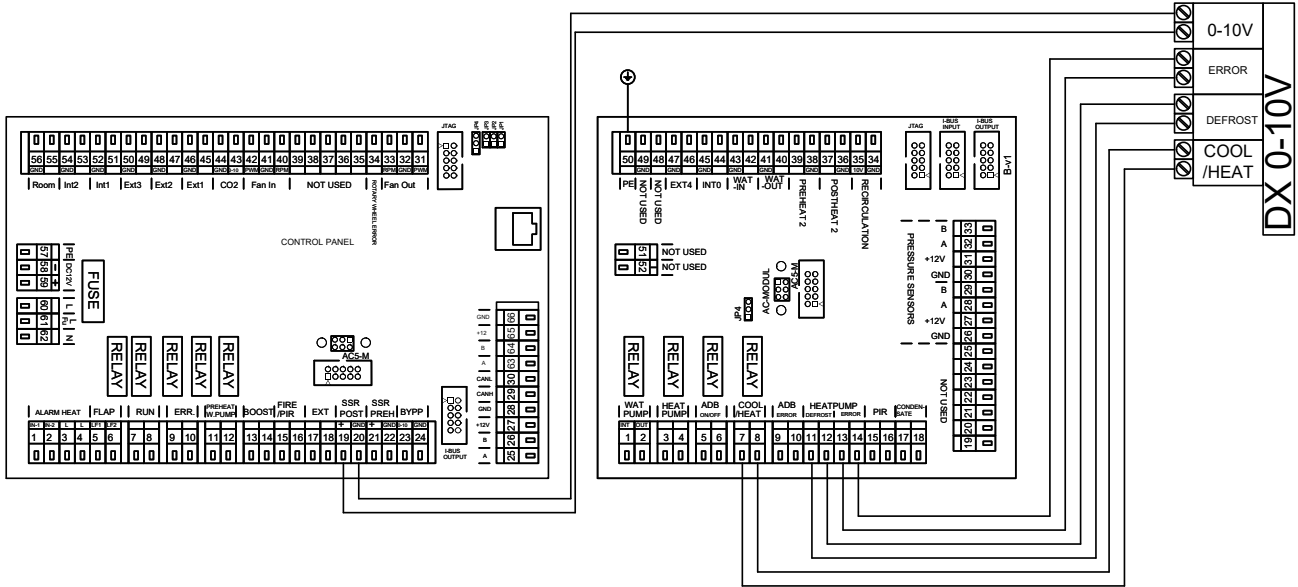 0-10V
ERROR
DEFROST
COOL
/HEAT
DX 0-10V
JTAG
JP8
JP3
JP2
JP1
56 55 54 53 52 51 50 49 48 47 46 45 44 43 42 41 40 39 38 37 36 35 34 33 32 31
GND GND GND GND GND GND GND 0-10 PWM GND RPM RPM GND PWM
Room Int2 Int1 Ext3 Ext2 Ext1 CO2 Fan In NOT USED ROTARY WHEEL ERROR Fan Out
CONTROL PANEL
57 58 59
PE DC12V - +
60 61 62
L FU L N
FUSE
RELAY RELAY RELAY RELAY RELAY
AC5-M
GND 66
+12 65
B 64
A 63
CANL 30
CANH 29
GND 28
+12V 27
B 26
A 25
I-BUS
OUTPUT
ALARM HEAT FLAP RUN ERR. PREHEAT W.PUMP BOOST FIRE /PIR EXT SSR POST SSR PREH BYPP
IN-1 IN-2 L L LF1 LF2 + GND + GND 0-10 GND
1 2 3 4 5 6 7 8 9 10 11 12 13 14 15 16 17 18 19 20 21 22 23 24
JTAG
I-BUS
INPUT
I-BUS
OUTPUT
B-V1
50 49 48 47 46 45 44 43 42 41 40 39 38 37 36 35 34
GND GND GND GND GND GND GND 10V GND
PE NOT USED NOT USED EXT4 INT0 WAT -IN WAT -OUT PREHEAT 2 POSTHEAT 2 RECIRCULATION
51 NOT USED
52 NOT USED
AC-MODUL
AC5-M
JP4
B 33
A 32
+12V 31
GND 30
B 29
A 28
+12V 27
GND 26
25
24
23
22
21
20
19
PRESSURE SENSORS
NOT USED
RELAY RELAY RELAY RELAY
WAT PUMP HEAT PUMP ADB ON/OFF COOL /HEAT ADB ERROR HEATPUMP DEFROST ERROR PIR CONDEN- BATE
INT OUT
1 2 3 4 5 6 7 8 9 10 11 12 13 14 15 16 17 18